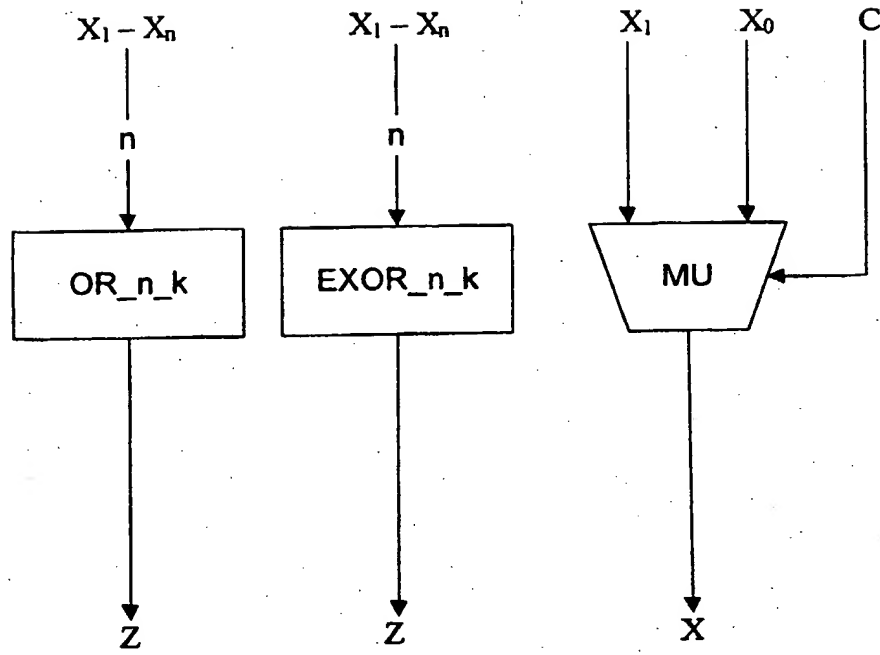 X₁ – Xₙ
X₁ – Xₙ
X₁
X₀
C
n
n
OR_n_k
EXOR_n_k
MU
Z
Z
X